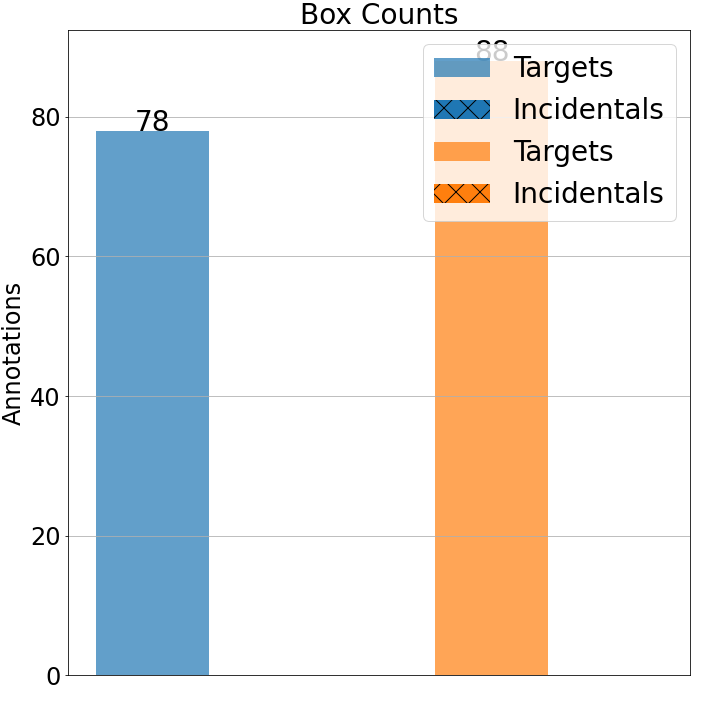 Box Counts
88
Targets
78
Incidentals
Targets
Incidentals
80
60
40
20
0
Annotations